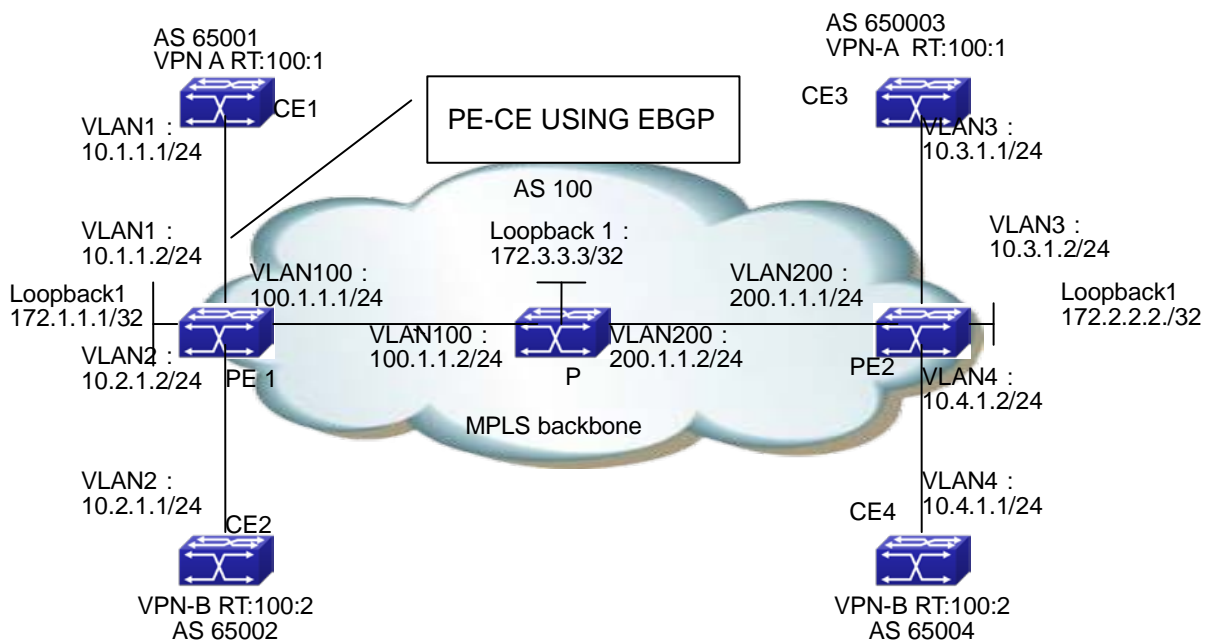 AS 65001
VPN A RT:100:1
CE1
VLAN1 :
10.1.1.1/24
PE-CE USING EBGP
AS 650003
VPN-A RT:100:1
CE3
VLAN3 :
10.3.1.1/24
AS 100
VLAN1 :
10.1.1.2/24
Loopback 1 :
172.3.3.3/32
VLAN3 :
10.3.1.2/24
VLAN100 :
100.1.1.1/24
VLAN200 :
200.1.1.1/24
Loopback1
172.1.1.1/32
Loopback1
172.2.2.2./32
VLAN100 :
100.1.1.2/24
VLAN200 :
200.1.1.2/24
VLAN2 :
10.2.1.2/24
PE 1
P
PE2
VLAN4 :
10.4.1.2/24
MPLS backbone
VLAN2 :
10.2.1.1/24
CE2
CE4
VLAN4 :
10.4.1.1/24
VPN-B RT:100:2
AS 65002
VPN-B RT:100:2
AS 65004